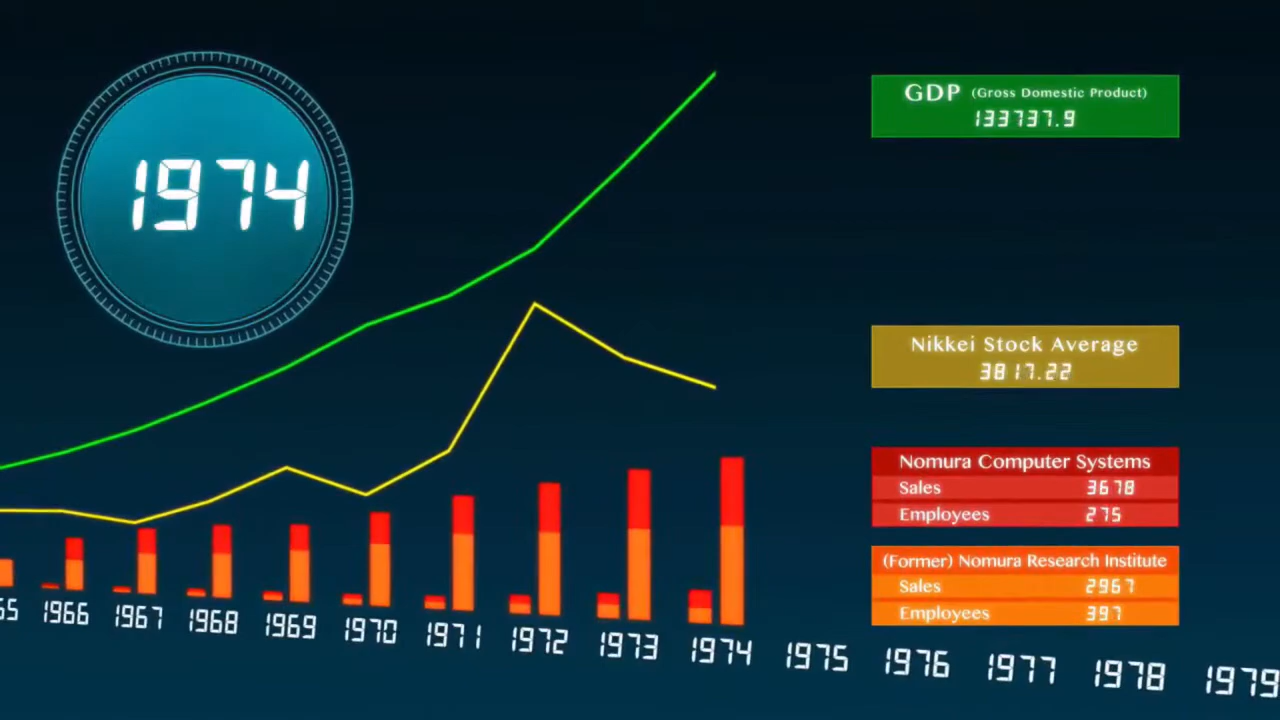 1974
GDP (Gross Domestic Product)
133737.9
Nikkei Stock Average
3817.22
Nomura Computer Systems
Sales 3678
Employees 275
(Former) Nomura Research Institute
Sales 2967
Employees 397
1966 1967 1968 1969 1970 1971 1972 1973 1974 1975 1976 1977 1978 1979